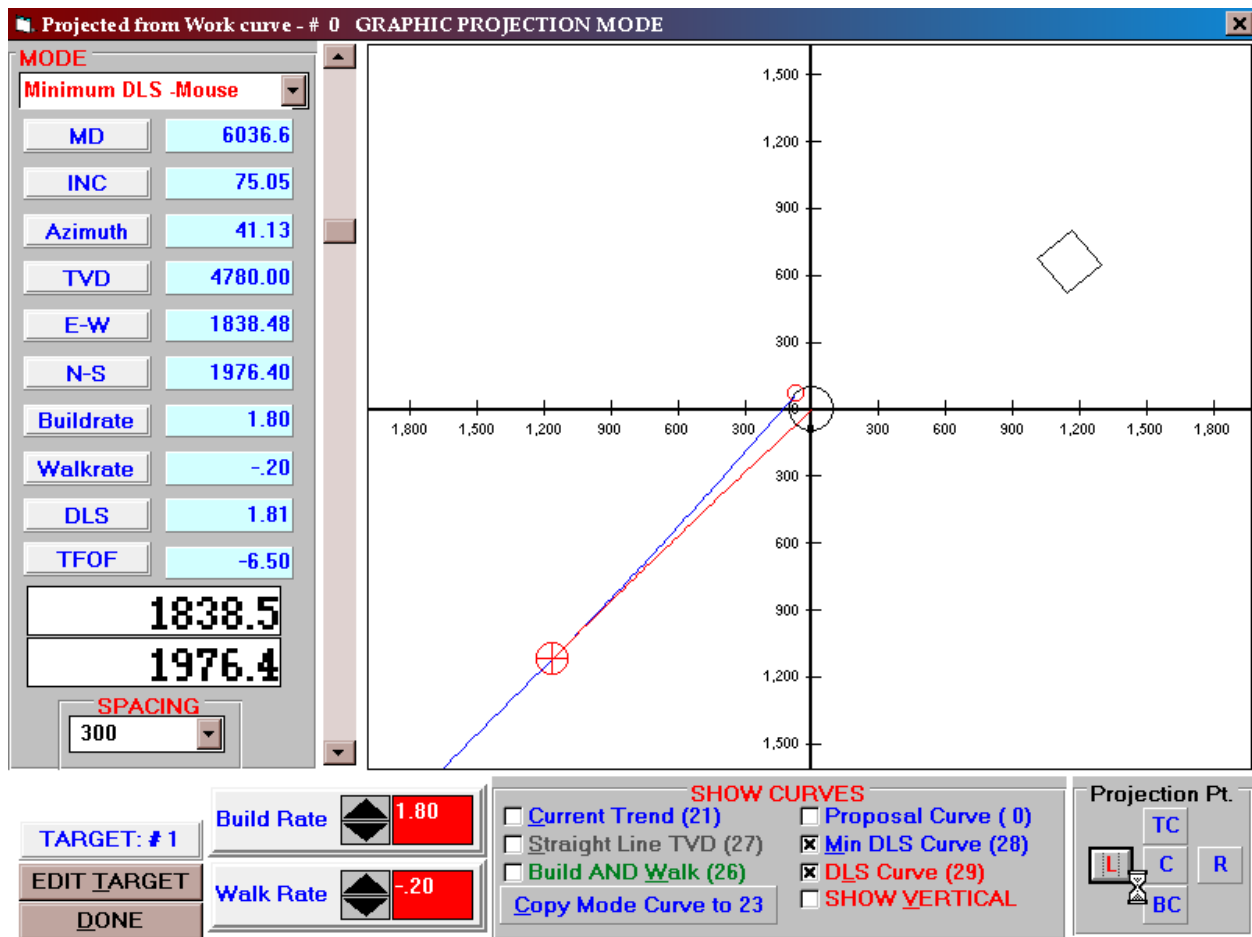 Projected from Work curve - # 0 GRAPHIC PROJECTION MODE
MODE
Minimum DLS -Mouse
MD 6036.6
INC 75.05
Azimuth 41.13
TVD 4780.00
E-W 1838.48
N-S 1976.40
Buildrate 1.80
Walkrate -.20
DLS 1.81
TFOF -6.50
1838.5
1976.4
SPACING
300
1,500
1,200
900
600
300
1,800 1,500 1,200 900 600 300 0 300 600 900 1,200 1,500 1,800
300
600
900
1,200
1,500
TARGET: # 1
EDIT TARGET
DONE
Build Rate 1.80
Walk Rate -.20
SHOW CURVES
Current Trend (21)
Straight Line TVD (27)
Build AND Walk (26)
Copy Mode Curve to 23
Proposal Curve ( 0)
Min DLS Curve (28)
DLS Curve (29)
SHOW VERTICAL
Projection Pt.
TC
L C R
BC